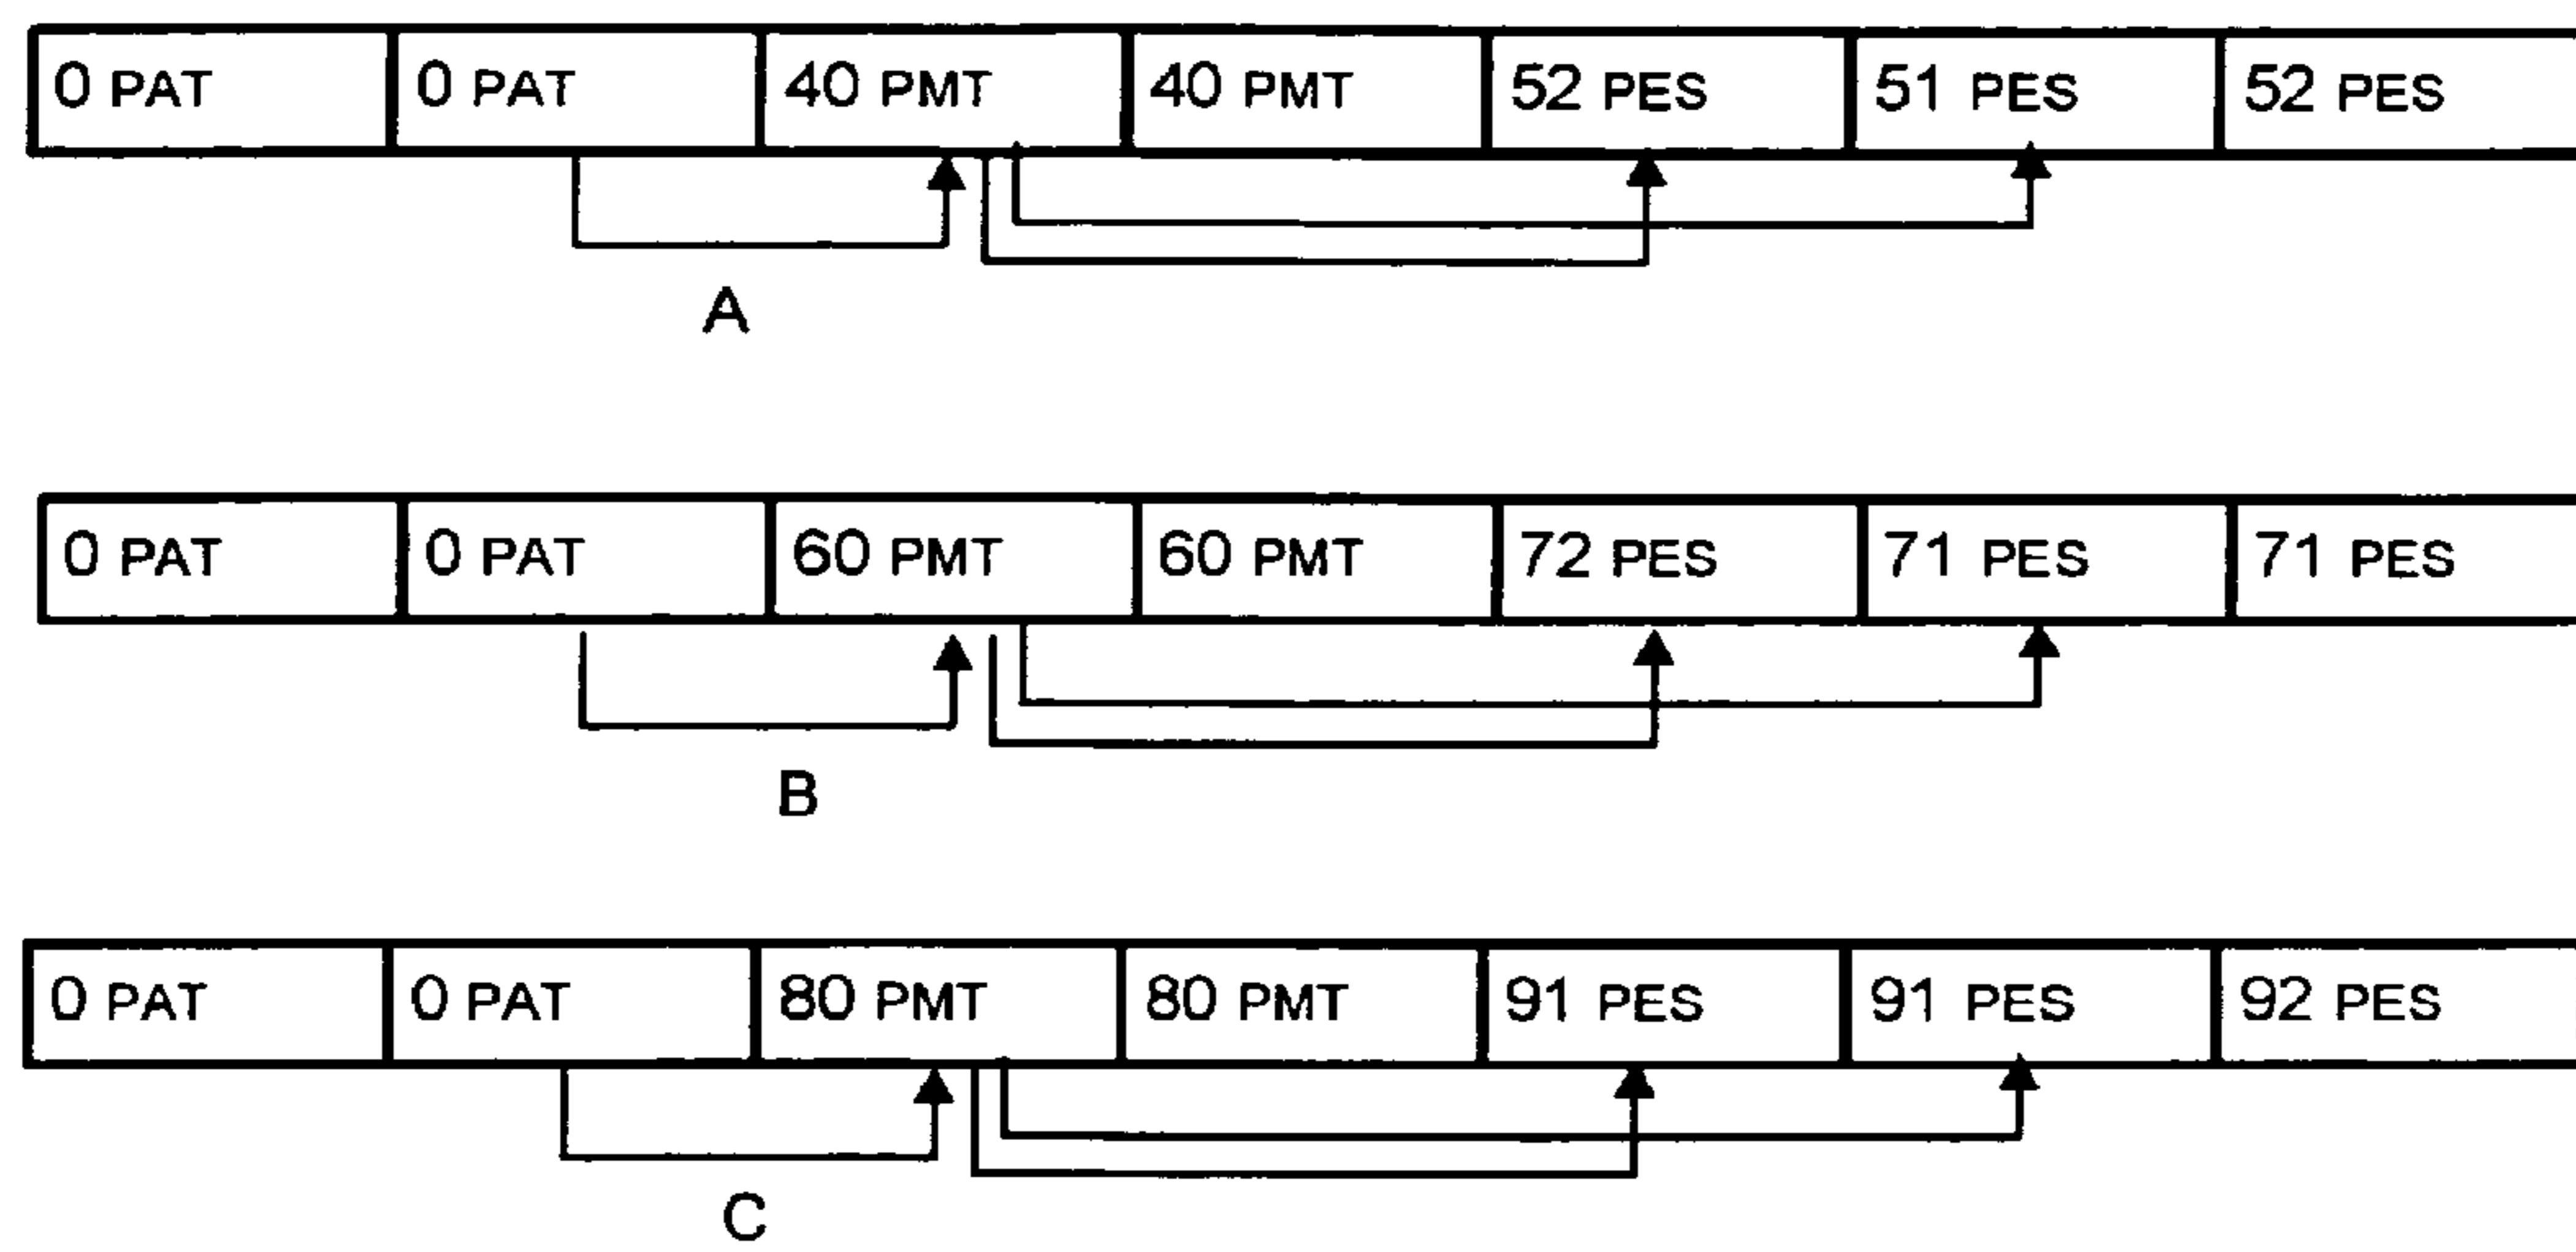 0 PAT 0 PAT 40 PMT 40 PMT 52 PES 51 PES 52 PES
A
0 PAT 0 PAT 60 PMT 60 PMT 72 PES 71 PES 71 PES
B
0 PAT 0 PAT 80 PMT 80 PMT 91 PES 91 PES 92 PES
C